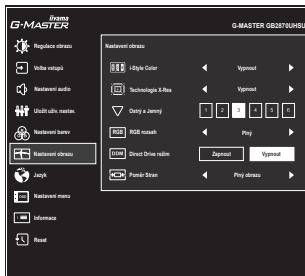 iiyama
G-MASTER
G-MASTER GB2870UHSU
Regulace obrazu
Volba vstupů
Nastavení audio
Uložit uživ. nastav.
Nastavení barev
Nastavení obrazu
Jazyk
Nastavení menu
Informace
Reset
Nastavení obrazu
i-Style Color
Vypnout
Technologie X-Res
Vypnout
Ostrý a Jemný
1 2 3 4 5 6
RGB
RGB rozsah
Plný
DDM
Direct Drive režim
Zapnout
Vypnout
Poměr Stran
Plný obrazu
OSD